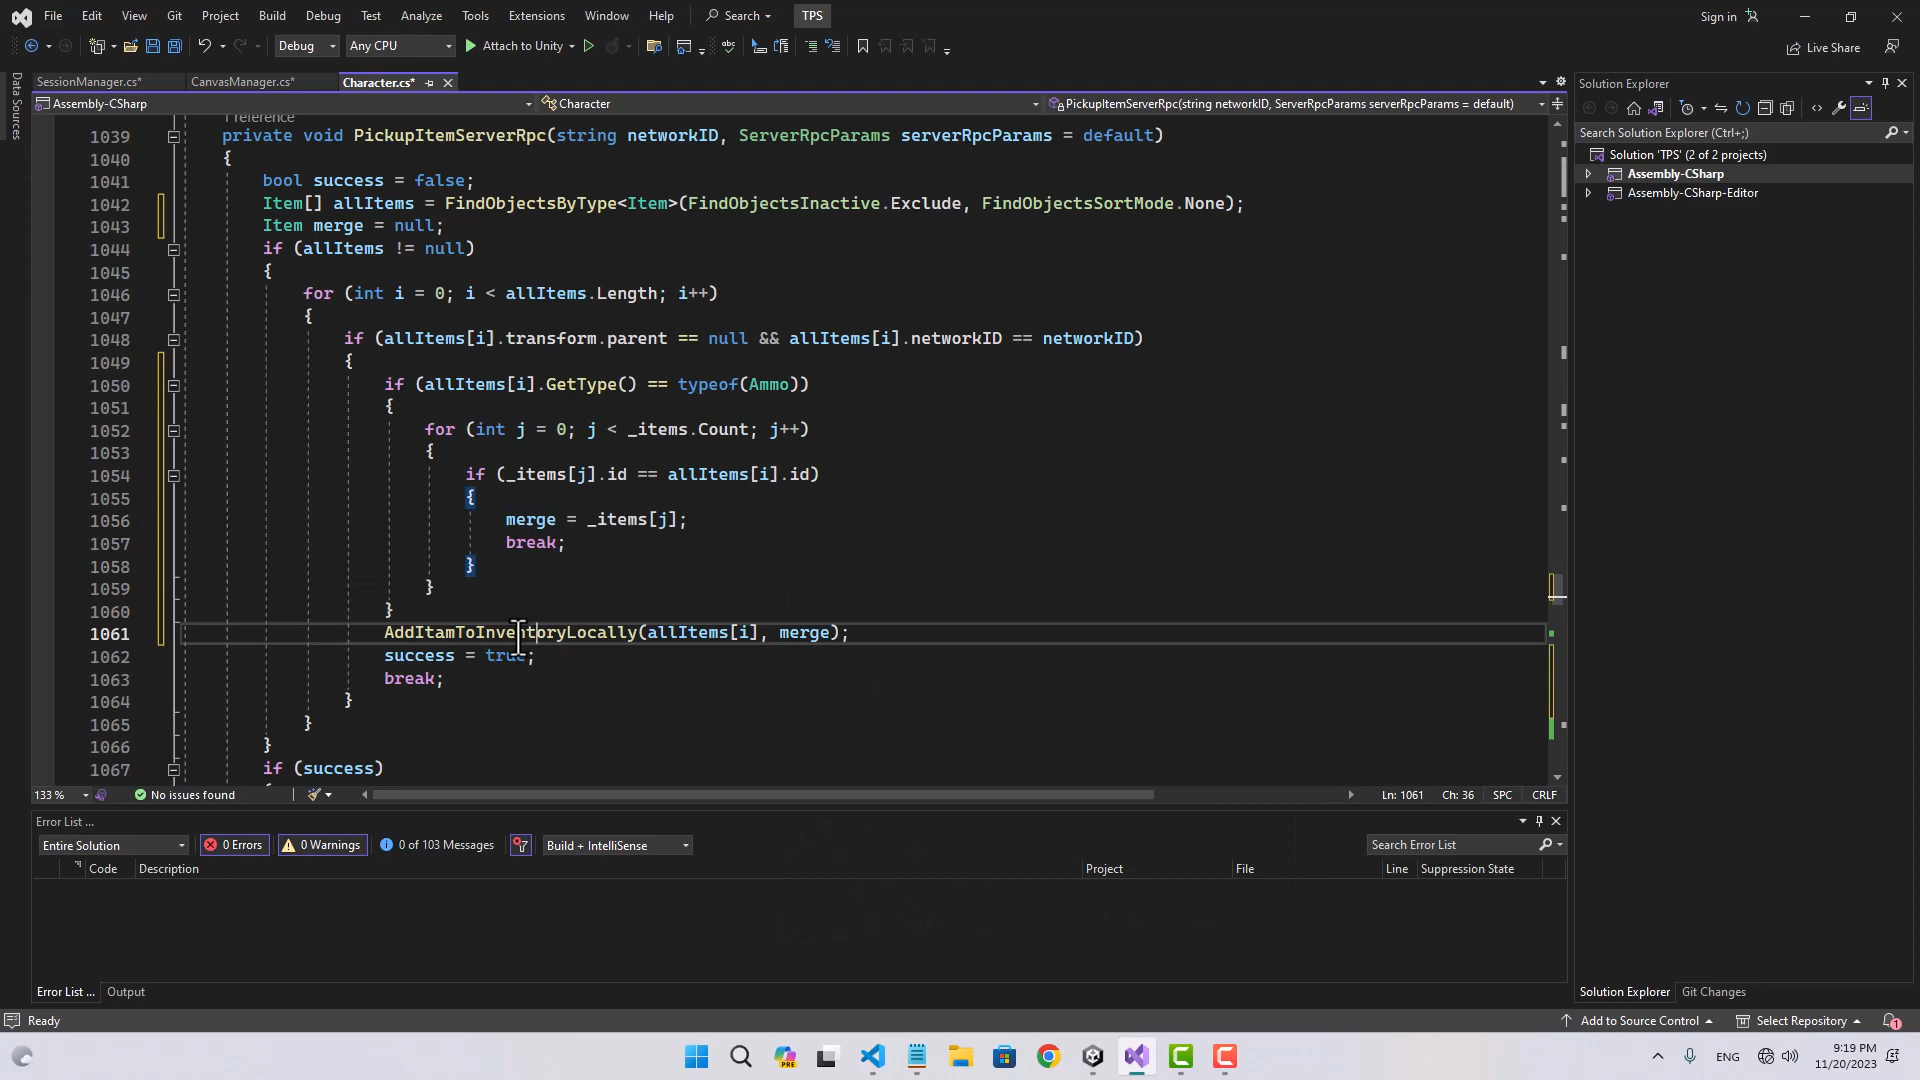 File Edit View Git Project Build Debug Test Analyze Tools Extensions Window Help Search TPS Sign in
Debug Any CPU Attach to Unity Live Share
Data Sources
SessionManager.cs* CanvasManager.cs* Character.cs*
Assembly-CSharp Character PickupItemServerRpc(string networkID, ServerRpcParams serverRpcParams = default)
1 reference
1039 private void PickupItemServerRpc(string networkID, ServerRpcParams serverRpcParams = default)
1040 {
1041 bool success = false;
1042 Item[] allItems = FindObjectsByType<Item>(FindObjectsInactive.Exclude, FindObjectsSortMode.None);
1043 Item merge = null;
1044 if (allItems != null)
1045 {
1046 for (int i = 0; i < allItems.Length; i++)
1047 {
1048 if (allItems[i].transform.parent == null && allItems[i].networkID == networkID)
1049 {
1050 if (allItems[i].GetType() == typeof(Ammo))
1051 {
1052 for (int j = 0; j < _items.Count; j++)
1053 {
1054 if (_items[j].id == allItems[i].id)
1055 {
1056 merge = _items[j];
1057 break;
1058 }
1059 }
1060 }
1061 AddItamToInventoryLocally(allItems[i], merge);
1062 success = true;
1063 break;
1064 }
1065 }
1066 }
1067 if (success)
133 % No issues found Ln: 1061 Ch: 36 SPC CRLF
Error List ...
Entire Solution 0 Errors 0 Warnings 0 of 103 Messages Build + IntelliSense Search Error List
Code Description Project File Line Suppression State
Error List ... Output
Solution Explorer
Search Solution Explorer (Ctrl+;)
Solution 'TPS' (2 of 2 projects)
Assembly-CSharp
Assembly-CSharp-Editor
Solution Explorer Git Changes
Ready Add to Source Control Select Repository 1
PRE ENG 9:19 PM
11/20/2023